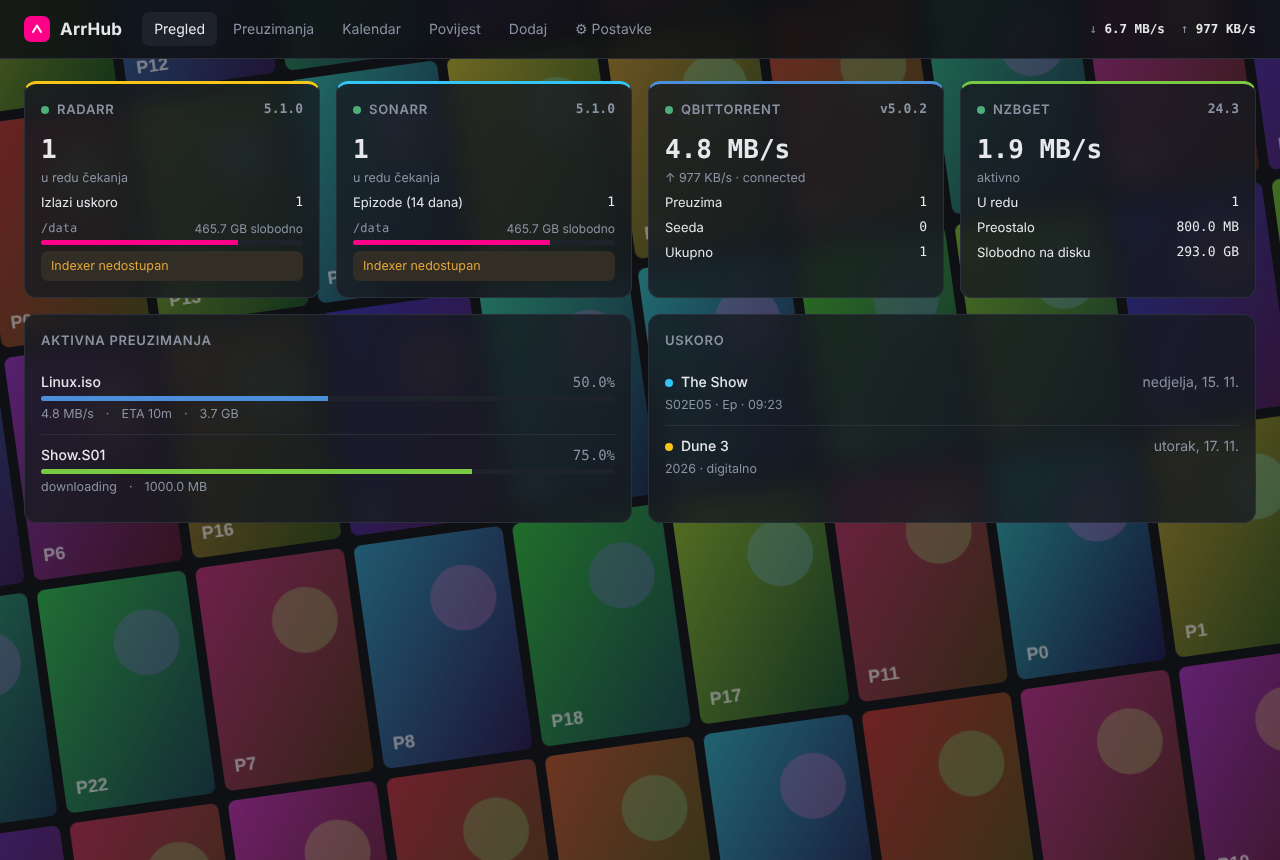 ArrHub
Pregled
Preuzimanja
Kalendar
Povijest
Dodaj
⚙ Postavke
↓ 6.7 MB/s ↑ 977 KB/s
P12
RADARR 5.1.0
1
u redu čekanja
Izlazi uskoro 1
/data 465.7 GB slobodno
Indexer nedostupan
SONARR 5.1.0
1
u redu čekanja
Epizode (14 dana) 1
/data 465.7 GB slobodno
Indexer nedostupan
QBITTORRENT v5.0.2
4.8 MB/s
↑ 977 KB/s · connected
Preuzima 1
Seeda 0
Ukupno 1
NZBGET 24.3
1.9 MB/s
aktivno
U redu 1
Preostalo 800.0 MB
Slobodno na disku 293.0 GB
AKTIVNA PREUZIMANJA
Linux.iso 50.0%
4.8 MB/s · ETA 10m · 3.7 GB
Show.S01 75.0%
downloading · 1000.0 MB
USKORO
The Show nedjelja, 15. 11.
S02E05 · Ep · 09:23
Dune 3 utorak, 17. 11.
2026 · digitalno
P6
P16
P1
P0
P11
P17
P18
P8
P7
P22